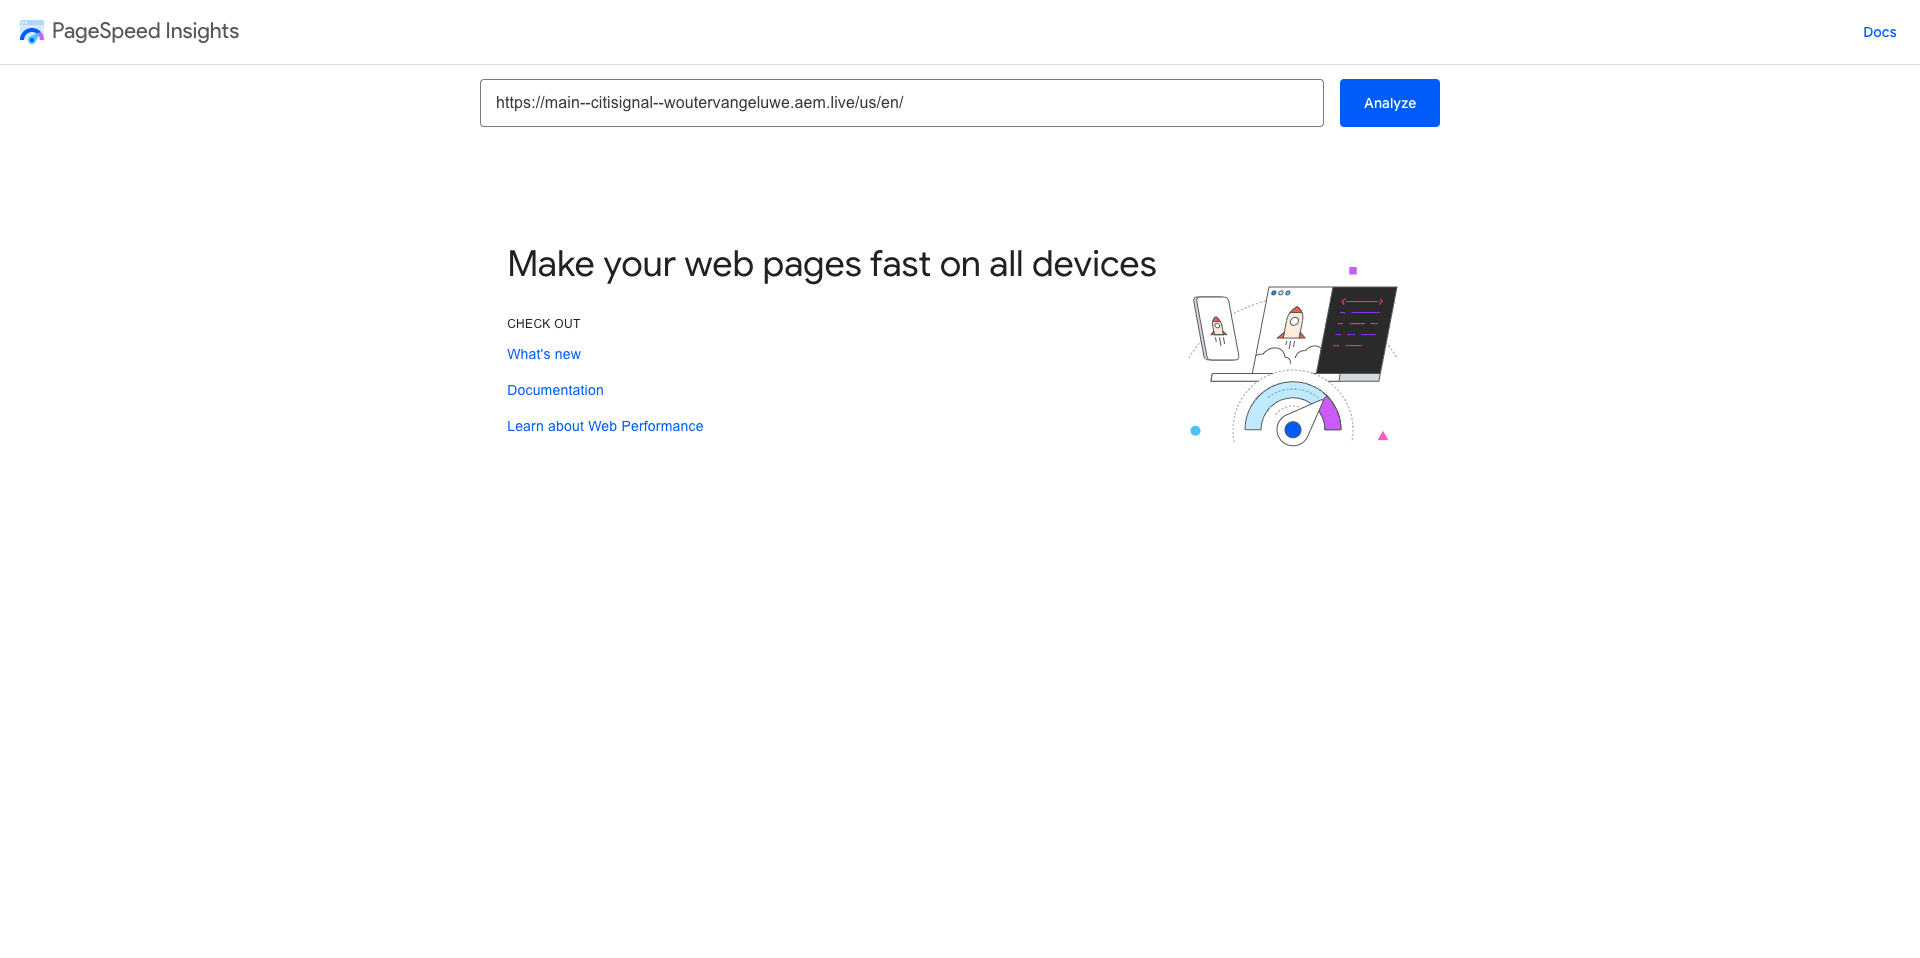 PageSpeed Insights
Docs
https://main--citisignal--woutervangeluwe.aem.live/us/en/
Analyze
Make your web pages fast on all devices
CHECK OUT
What's new
Documentation
Learn about Web Performance